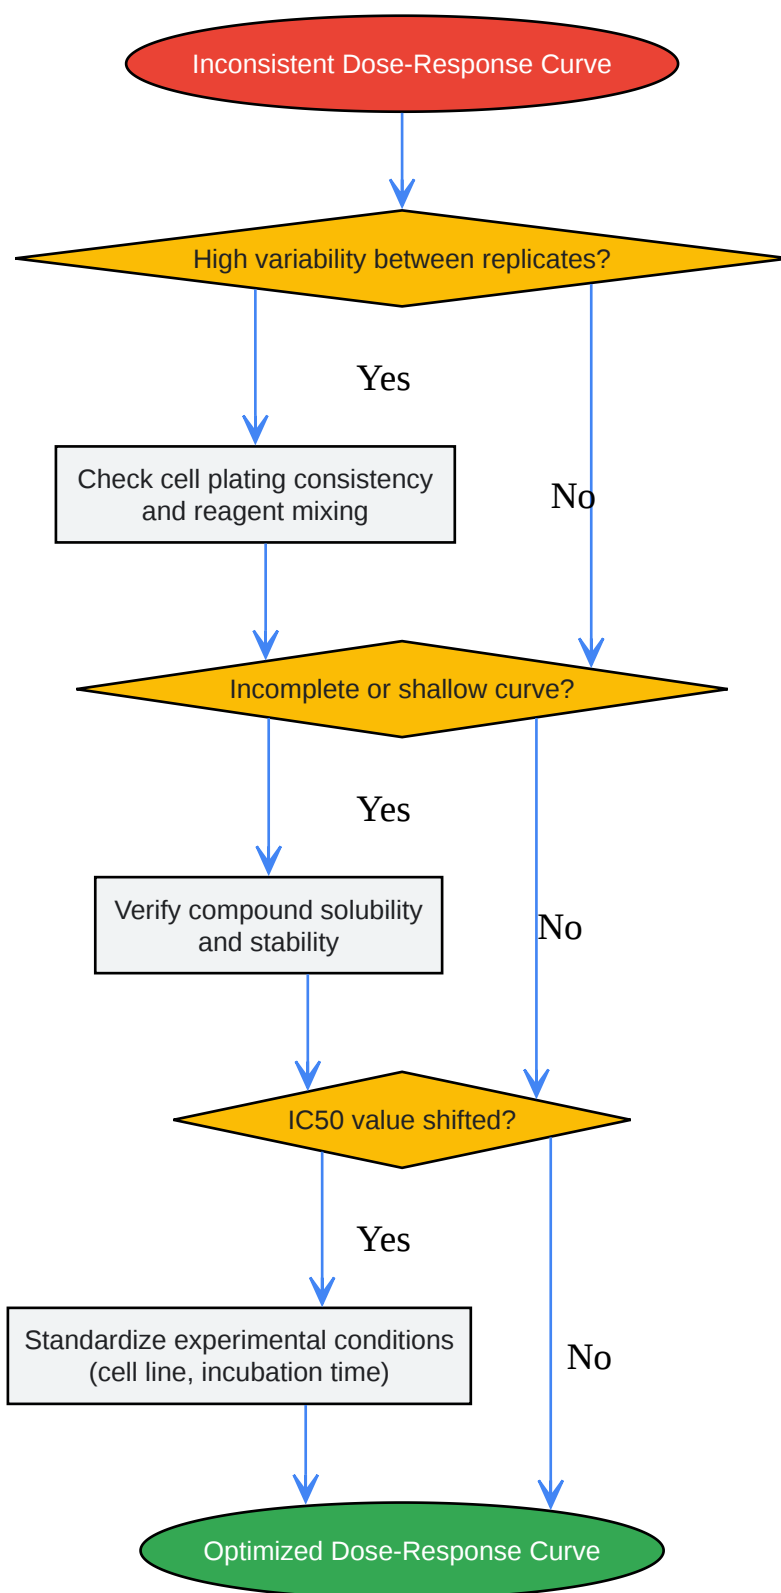 Inconsistent Dose-Response Curve
High variability between replicates?
Yes
Check cell plating consistency
and reagent mixing
No
Incomplete or shallow curve?
Yes
Verify compound solubility
and stability
No
IC50 value shifted?
Yes
Standardize experimental conditions
(cell line, incubation time)
No
Optimized Dose-Response Curve